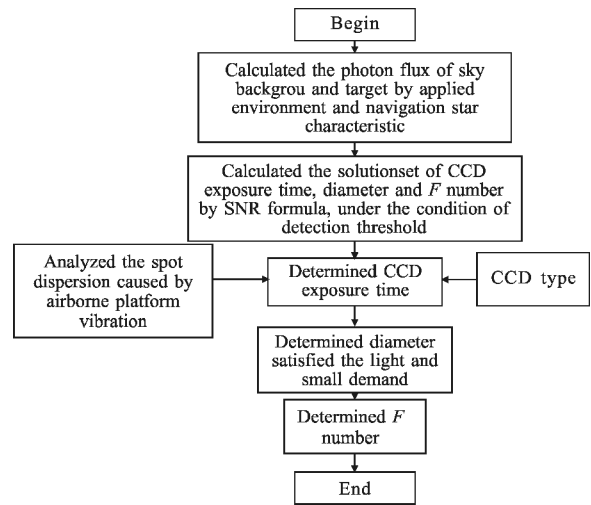 Begin
Calculated the photon flux of sky
backgrou and target by applied
environment and navigation star
characteristic
Calculated the solutionset of CCD
exposure time, diameter and F number
by SNR formula, under the condition of
detection threshold
Analyzed the spot
dispersion caused by
airborne platform
vibration
Determined CCD
exposure time
CCD type
Determined diameter
satisfied the light and
small demand
Determined F
number
End